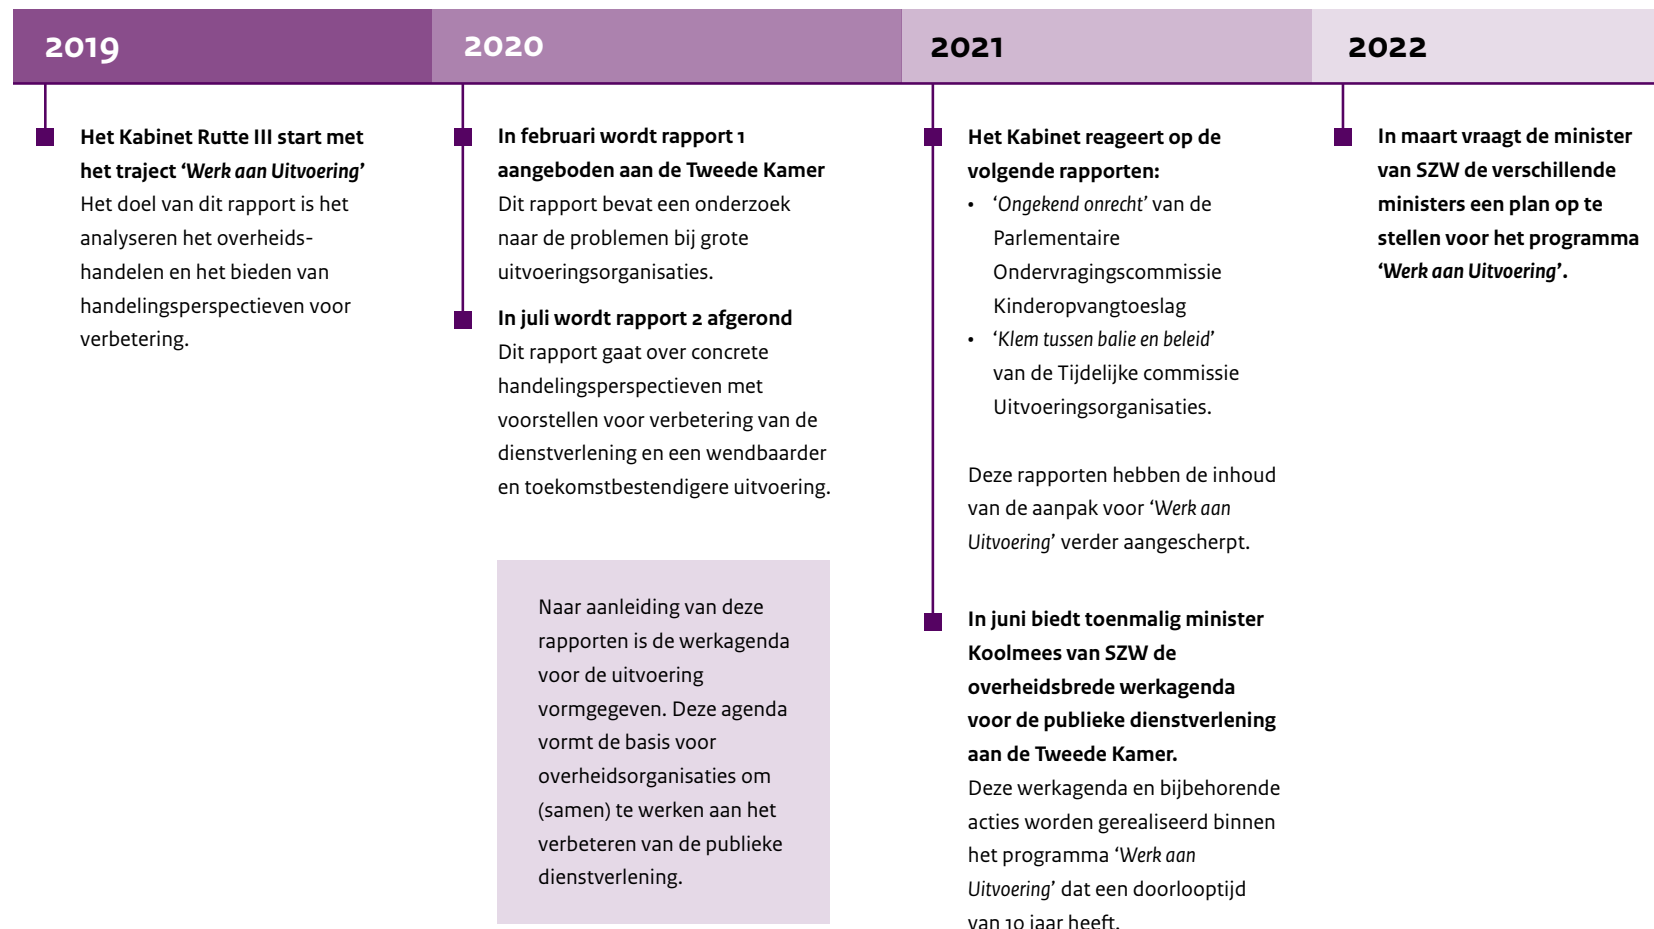 2019
Het Kabinet Rutte III start met
het traject ‘Werk aan Uitvoering’
Het doel van dit rapport is het
analyseren het overheids-
handelen en het bieden van
handelingsperspectieven voor
verbetering.
2020
In februari wordt rapport 1
aangeboden aan de Tweede Kamer
Dit rapport bevat een onderzoek
naar de problemen bij grote
uitvoeringsorganisaties.
In juli wordt rapport 2 afgerond
Dit rapport gaat over concrete
handelingsperspectieven met
voorstellen voor verbetering van de
dienstverlening en een wendbaarder
en toekomstbestendigere uitvoering.
Naar aanleiding van deze
rapporten is de werkagenda
voor de uitvoering
vormgegeven. Deze agenda
vormt de basis voor
overheidsorganisaties om
(samen) te werken aan het
verbeteren van de publieke
dienstverlening.
2021
Het Kabinet reageert op de
volgende rapporten:
• ‘Ongekend onrecht’ van de
Parlementaire
Ondervragingscommissie
Kinderopvangtoeslag
• ‘Klem tussen balie en beleid’
van de Tijdelijke commissie
Uitvoeringsorganisaties.
Deze rapporten hebben de inhoud
van de aanpak voor ‘Werk aan
Uitvoering’ verder aangescherpt.
In juni biedt toenmalig minister
Koolmees van SZW de
overheidsbrede werkagenda
voor de publieke dienstverlening
aan de Tweede Kamer.
Deze werkagenda en bijbehorende
acties worden gerealiseerd binnen
het programma ‘Werk aan
Uitvoering’ dat een doorlooptijd
van 10 jaar heeft.
2022
In maart vraagt de minister
van SZW de verschillende
ministers een plan op te
stellen voor het programma
‘Werk aan Uitvoering’.